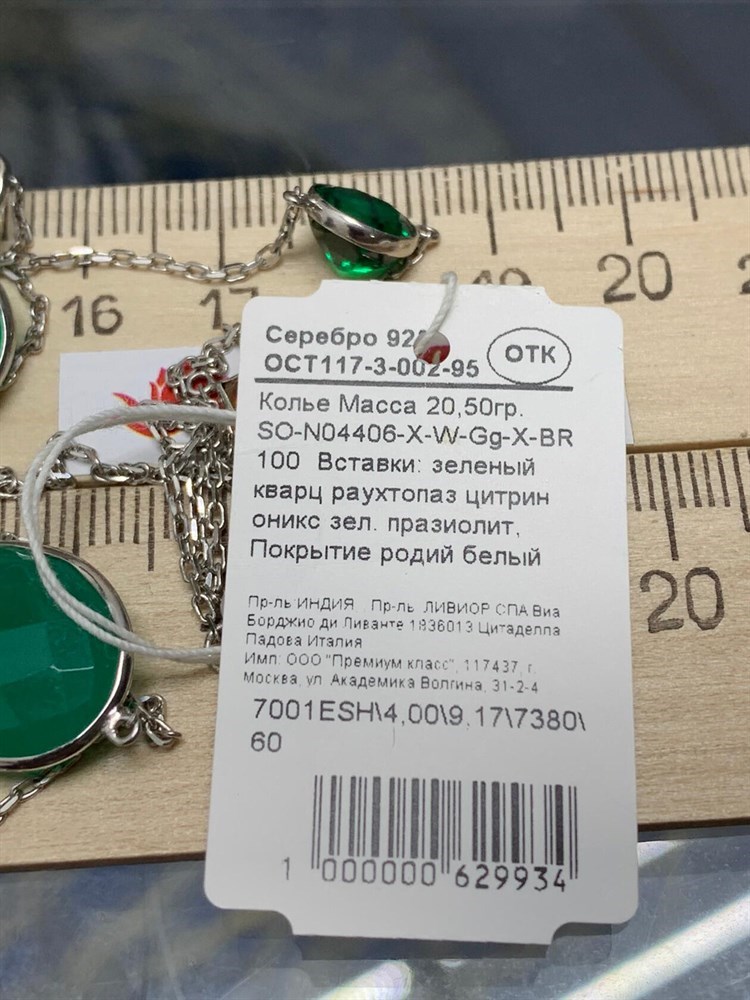 16
17
19
20
Серебро 925
ОТК
ОСТ117-3-002-95
Колье Масса 20,50гр.
SO-N04406-X-W-Gg-X-BR
100 Вставки: зеленый
кварц раухтопаз цитрин
оникс зел. празиолит,
Покрытие родий белый
Пр-ль:ИНДИЯ Пр-ль. ЛИВИОР СПА Виа
Борджио ди Ливанте 1836013 Цитаделла
Падова Италия
Имп: ООО "Премиум класс", 117437, г.
Москва, ул. Академика Волгина, 31-2-4
7001ESH\4,00\9,17\7380\
60
1 000000 629934
20